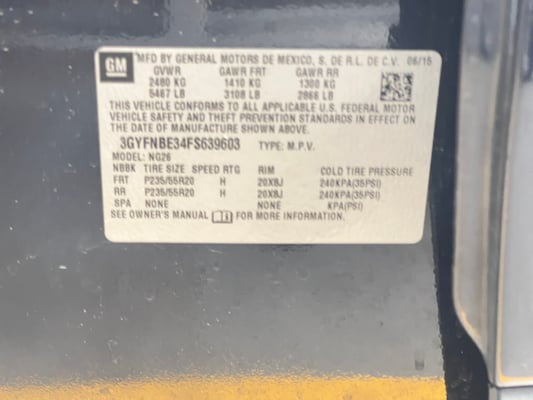 GM MFD BY GENERAL MOTORS DE MEXICO, S. DE R.L. DE C.V. 06/15
GVWR GAWR FRT GAWR RR
2480 KG 1410 KG 1300 KG
5467 LB 3108 LB 2866 LB
THIS VEHICLE CONFORMS TO ALL APPLICABLE U.S. FEDERAL MOTOR
VEHICLE SAFETY AND THEFT PREVENTION STANDARDS IN EFFECT ON
THE DATE OF MANUFACTURE SHOWN ABOVE.
3GYFNBE34FS639603 TYPE: M.P.V.
MODEL: NG26
NBBK TIRE SIZE SPEED RTG RIM COLD TIRE PRESSURE
FRT P235/55R20 H 20X8J 240KPA(35PSI)
RR P235/55R20 H 20X8J 240KPA(35PSI)
SPA NONE NONE KPA(PSI)
SEE OWNER'S MANUAL FOR MORE INFORMATION.